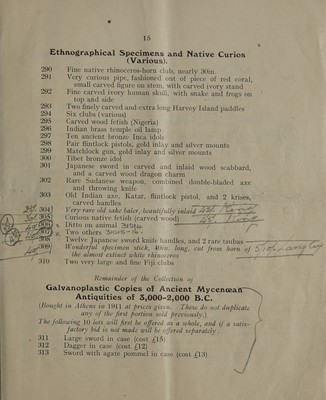 15
Ethnographical Specimens and Native Curios
(Various).
290 Fine native rhinoceros-horn club, nearly 30in.
291 Very curious pipe, fashioned out of piece of red coral,
small carved figure on stem, with carved ivory stand
292 Fine carved ivory human skull, with snake and frogs on
top and side
293 Two finely carved and extra long Harvey Island paddles
294 Six clubs (various)
295 Carved wood fetish (Nigeria)
296 Indian brass temple oil lamp
297 Ten ancient bronze Inca idols
298 Pair flintlock pistols, gold inlay and silver mounts
299 Matchlock gun, gold inlay and silver mounts
300 Tiber idol
301 Japanese sword in carved and inlaid wood scabbard,
and a carved wood dragon charm
302 Rare Sudanese weapon, combined double-bladed axe
and throwing knife
303 Old Indian axe, Katar, flintlock pistol, and 2 krises,
carved handles
304 Very rare old sake baler, beautifully inlaid
305 Curious native fetish (carved wood)
306 Ditto in animal
307 Two others
308 Twelve Japanese sword knives, and 2 rare tsubas
309 Wonderful specimen stick, 40in. long, cut from horn of
the almost extinct white rhinoceros
310 Two very large and fine Fiji clubs
Remainder of the Collection of
Galvanoplastic Copies of Ancient Mycenœan
Antiquities of 5,000-2,000 B.C.
(Bought in Athens in 1911 at prices given. These do not duplicate
any of the first portion sold previously.)
The following 10 lots will first be offered as a whole, and if a satis-
factory bid is not made will be offered separately.
311 Large sword in case (cost £15)
312 Dagger in case (cost £12)
313 Sword with agate pommel in case (cost £13)